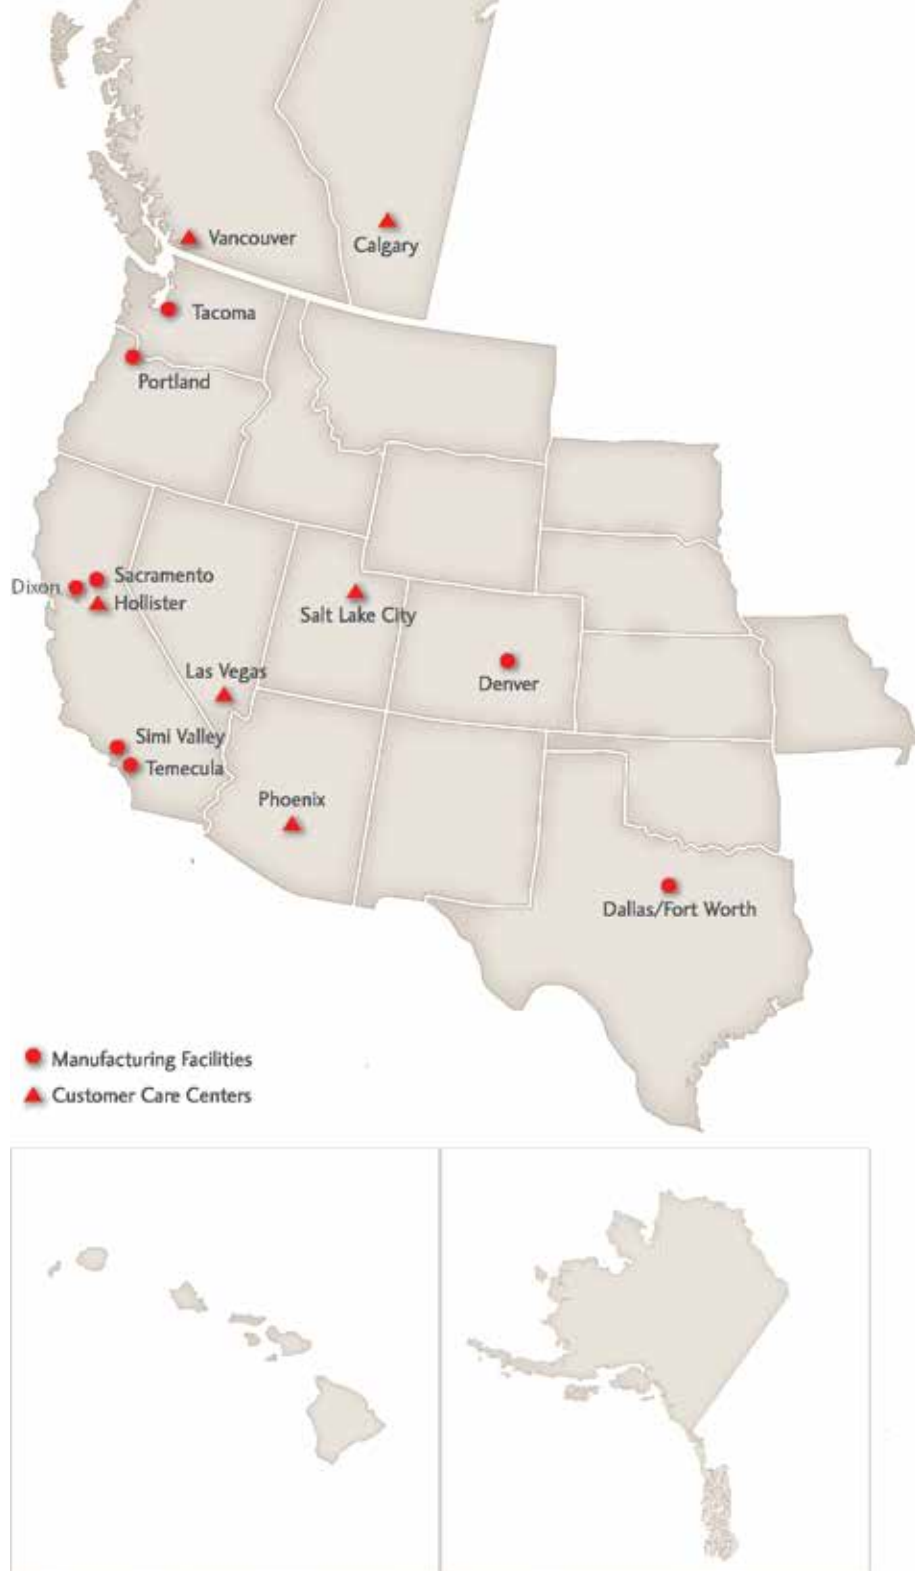 Vancouver
Calgary
Tacoma
Portland
Sacramento
Dixon
Hollister
Salt Lake City
Las Vegas
Denver
Simi Valley
Temecula
Phoenix
Dallas/Fort Worth
Manufacturing Facilities
Customer Care Centers